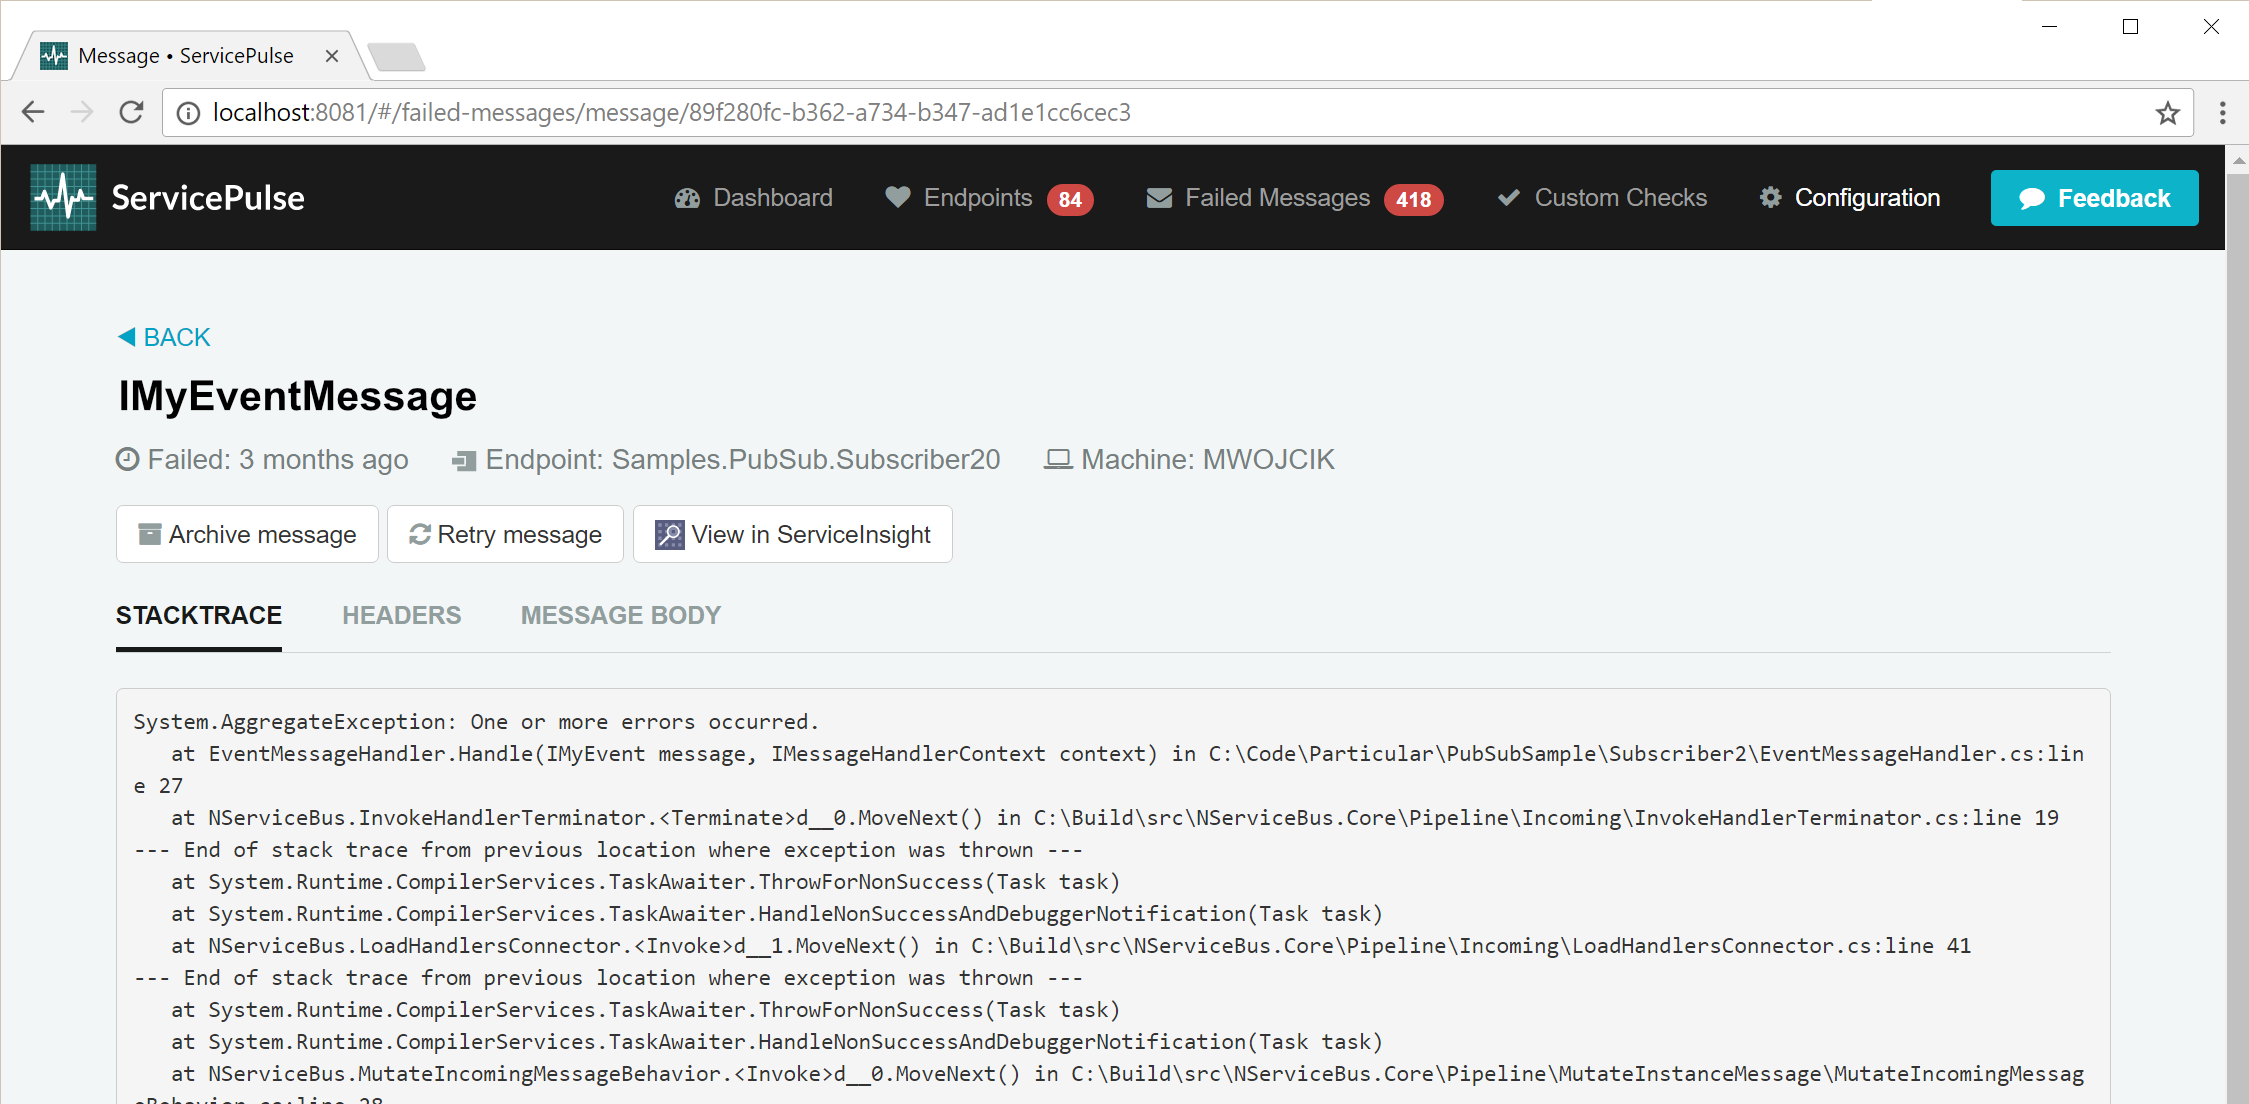 Message • ServicePulse
localhost:8081/#/failed-messages/message/89f280fc-b362-a734-b347-ad1e1cc6cec3
ServicePulse Dashboard Endpoints 84 Failed Messages 418 Custom Checks Configuration Feedback
BACK
IMyEventMessage
Failed: 3 months ago Endpoint: Samples.PubSub.Subscriber20 Machine: MWOJCIK
Archive message Retry message View in ServiceInsight
STACKTRACE HEADERS MESSAGE BODY
System.AggregateException: One or more errors occurred.
   at EventMessageHandler.Handle(IMyEvent message, IMessageHandlerContext context) in C:\Code\Particular\PubSubSample\Subscriber2\EventMessageHandler.cs:lin
e 27
   at NServiceBus.InvokeHandlerTerminator.<Terminate>d__0.MoveNext() in C:\Build\src\NServiceBus.Core\Pipeline\Incoming\InvokeHandlerTerminator.cs:line 19
--- End of stack trace from previous location where exception was thrown ---
   at System.Runtime.CompilerServices.TaskAwaiter.ThrowForNonSuccess(Task task)
   at System.Runtime.CompilerServices.TaskAwaiter.HandleNonSuccessAndDebuggerNotification(Task task)
   at NServiceBus.LoadHandlersConnector.<Invoke>d__1.MoveNext() in C:\Build\src\NServiceBus.Core\Pipeline\Incoming\LoadHandlersConnector.cs:line 41
--- End of stack trace from previous location where exception was thrown ---
   at System.Runtime.CompilerServices.TaskAwaiter.ThrowForNonSuccess(Task task)
   at System.Runtime.CompilerServices.TaskAwaiter.HandleNonSuccessAndDebuggerNotification(Task task)
   at NServiceBus.MutateIncomingMessageBehavior.<Invoke>d__0.MoveNext() in C:\Build\src\NServiceBus.Core\Pipeline\MutateInstanceMessage\MutateIncomingMessag
eBehavior.cs:line 28